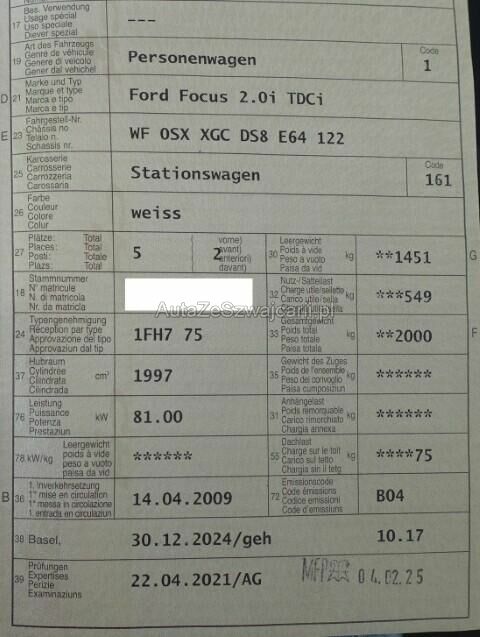 Bes. Verwendung
17 Usage spécial
Uso speciale
Diever spezial
---
Art des Fahrzeugs
19 Genre de véhicule
Genere di veicolo
Gener dal vehichel
Personenwagen
Code
1
Marke und Typ
D 21 Marque et type
Marca e tipo
Marca e tip
Ford Focus 2.0i TDCi
Fahrgestell-Nr.
E 23 Châssis no
Telaio n.
Schassis nr.
WF 0SX XGC DS8 E64 122
Karosserie
25 Carrosserie
Carrozzeria
Carossaria
Stationswagen
Code
161
Farbe
26 Couleur
Colore
Colur
weiss
Plätze: Total
27 Places: Total
Posti: Totale
Plazs: Total
5
( vorne)
avant)
anteriori)
davant)
2
Leergewicht
30 Poids à vide kg
Peso a vuoto
Paisa da vid
**1451
G
Stammnummer
18 N° matricule
N. di matricola
Nr. da matricla
Nutz-/Sattellast
32 Charge utile/sellette kg
Carico utile/sella
***549
AutaZeSzwajcarii.pl
Typengenehmigung
24 Réception par type
Approvazione del tipo
Approvaziun dal tip
1FH7 75
Gesamtgewicht
33 Poids total kg
Peso totale
Paisa totala
**2000
F
Hubraum
37 Cylindrée cm³
Cilindrata
Cilindrada
1997
Gewicht des Zuges
35 Poids de l'ensemble kg
Peso del convoglio
Paisa cumposiziun
******
Leistung
76 Puissance kW
Potenza
Prestaziun
81.00
Anhängelast
31 Poids remorquable kg
Carico rimorchiato
Chargia annexa
******
Leergewicht
78 kW/kg poids à vide
peso a vuoto
paisa da vid
******
Dachlast
55 Charge sur le toit kg
Carico sul tetto
Chargia sin il tetg
****75
1. Inverkehrsetzung
B 36 1re mise en circulation
1a messa in circolazione
1. entrada en circulaziun
14.04.2009
Emissionscode
72 Code émissions
Codice emissioni
Code d'emissiuns
B04
38 Basel,
30.12.2024/geh
10.17
Prüfungen
39 Expertises
Perizie
Examinaziuns
22.04.2021/AG
MFP
04.02.25